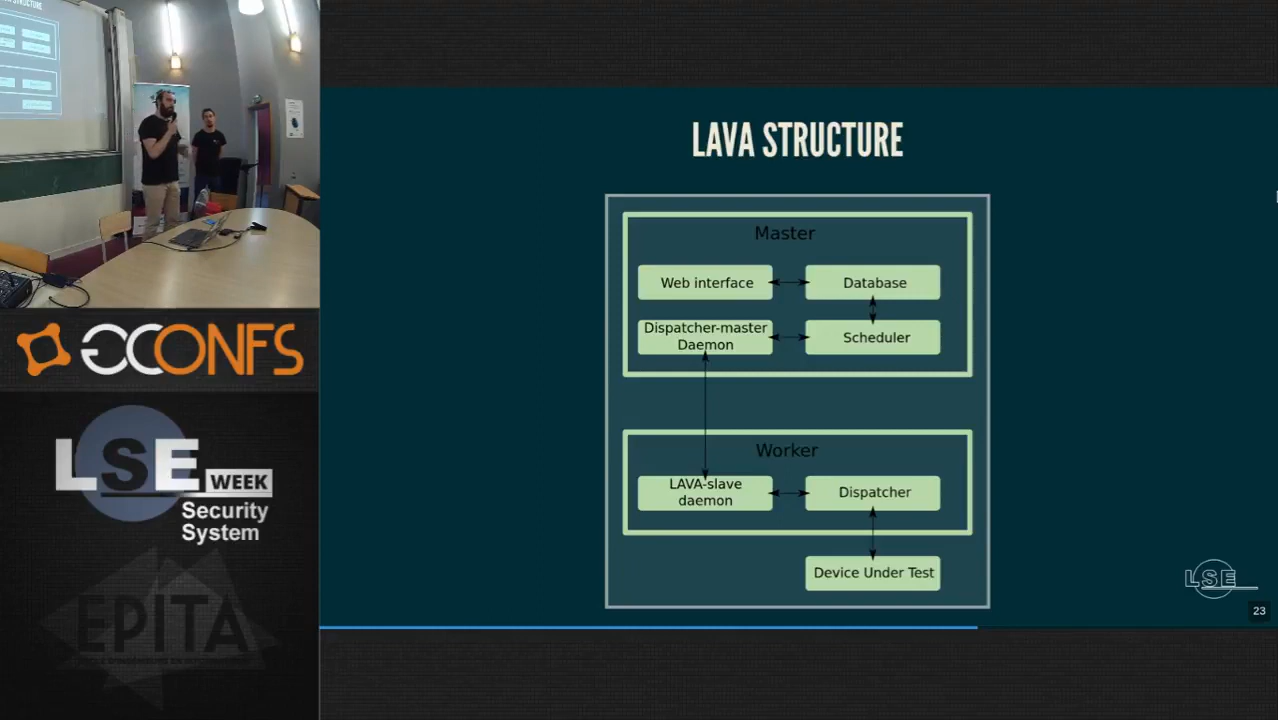 STRUCTURE
LAVA STRUCTURE
Master
Web interface
Database
Dispatcher-master
Daemon
Scheduler
Worker
LAVA-slave
daemon
Dispatcher
Device Under Test
LSE
23
CONFS
LSE WEEK
Security
System
EPITA